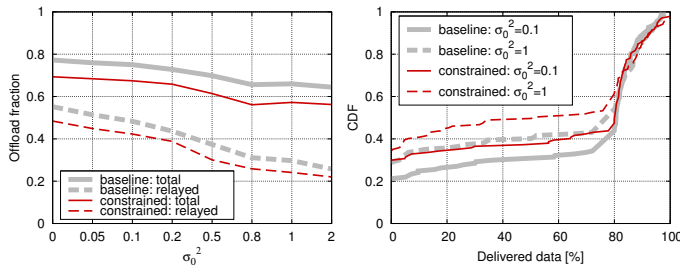 1
0.8
0.6
0.4
0.2
0
Offload fraction
baseline: total
baseline: relayed
constrained: total
constrained: relayed
0 0.05 0.1 0.2 0.5 0.8 1 2
σ₀²
1
0.8
0.6
0.4
0.2
0
CDF
baseline: σ₀²=0.1
baseline: σ₀²=1
constrained: σ₀²=0.1
constrained: σ₀²=1
0 20 40 60 80 100
Delivered data [%]